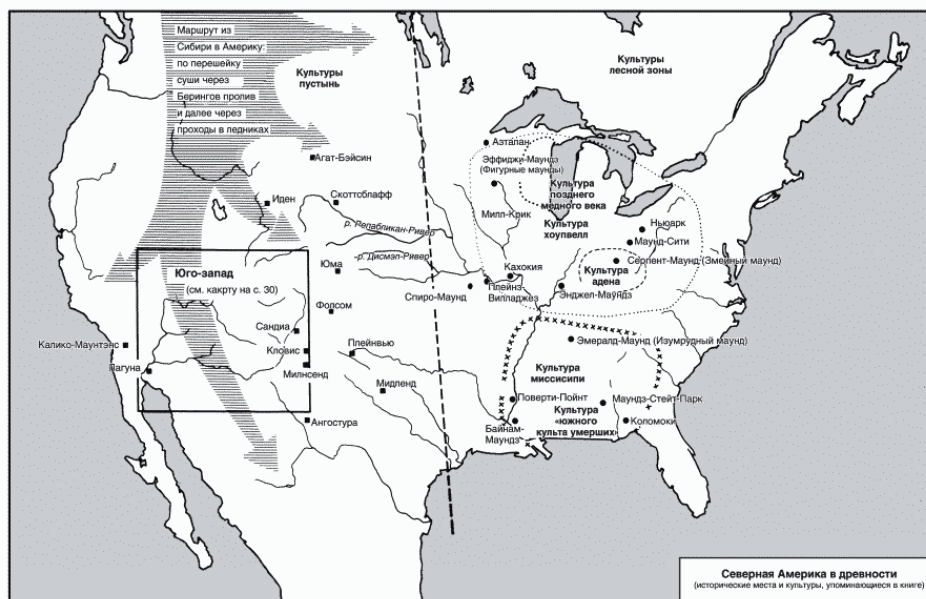 Маршрут из
Сибири в Америку:
по перешейку
суши через
Берингов пролив
и далее через
проходы в ледниках
Культуры
пустынь
Культуры
лесной зоны
Агат-Бэйсин
Иден
Скоттсблафф
р. Репабликан-Ривер
р. Дисмэл-Ривер
Юма
Фолсом
Юго-запад
(см. какрту на с. 30)
Сандиа
Кловис
Милнсенд
Калико-Маунтэнс
Лагуна
Плейнвью
Мидленд
Ангостура
Азталан
Эффиджи-Маундз
(Фигурные маунды)
Культура
позднего
медного века
Милл-Крик
Культура
хоупвелл
Ньюарк
Маунд-Сити
Серпент-Маунд (Змеиный маунд)
Культура
адена
Кахокия
Спиро-Маунд
Плейнз-
Вилладжез
Энджел-Маундз
Эмералд-Маунд (Изумрудный маунд)
Культура
миссисипи
Поверти-Пойнт
Маундз-Стейт-Парк
Культура
«южного
культа умерших»
Коломоки
Байнам-
Маундз
Северная Америка в древности
(исторические места и культуры, упоминающиеся в книге)